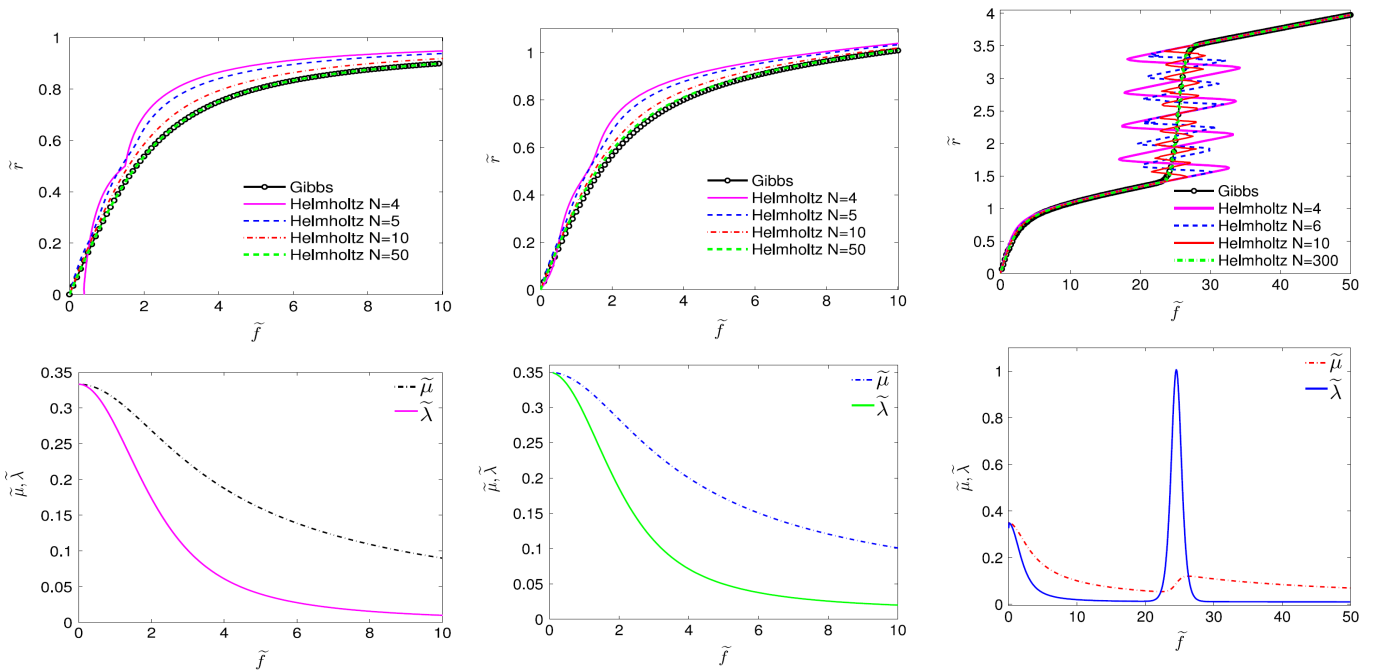 1
0.8
0.6
0.4
0.2
0
r̃
Gibbs
Helmholtz N=4
Helmholtz N=5
Helmholtz N=10
Helmholtz N=50
0 2 4 6 8 10
f̃
1
0.8
0.6
0.4
0.2
0
r̃
Gibbs
Helmholtz N=4
Helmholtz N=5
Helmholtz N=10
Helmholtz N=50
0 2 4 6 8 10
f̃
4
3.5
3
2.5
2
1.5
1
0.5
0
r̃
Gibbs
Helmholtz N=4
Helmholtz N=6
Helmholtz N=10
Helmholtz N=300
0 10 20 30 40 50
f̃
0.35
0.3
0.25
0.2
0.15
0.1
0.05
0
μ̃, λ̃
μ̃
λ̃
0 2 4 6 8 10
f̃
0.35
0.3
0.25
0.2
0.15
0.1
0.05
0
μ̃, λ̃
μ̃
λ̃
0 2 4 6 8 10
f̃
1
0.8
0.6
0.4
0.2
0
μ̃, λ̃
μ̃
λ̃
0 10 20 30 40 50
f̃